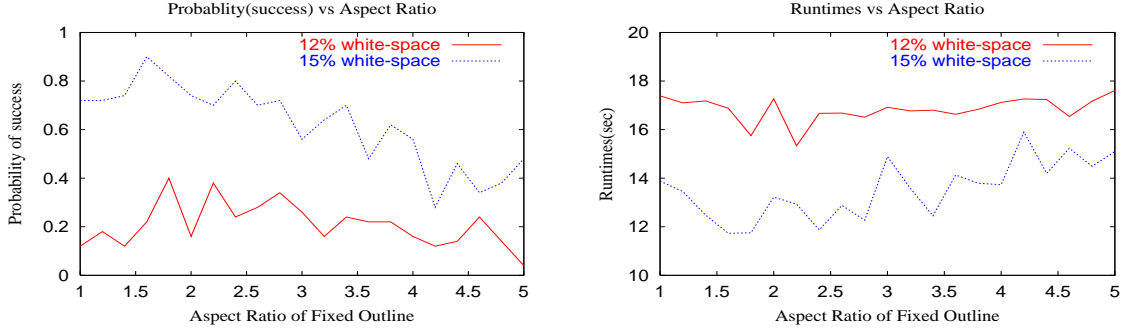 Probablity(success) vs Aspect Ratio
1
0.8
0.6
0.4
0.2
0
Probability of success
12% white-space
15% white-space
1 1.5 2 2.5 3 3.5 4 4.5 5
Aspect Ratio of Fixed Outline
Runtimes vs Aspect Ratio
20
18
16
14
12
10
Runtimes(sec)
12% white-space
15% white-space
1 1.5 2 2.5 3 3.5 4 4.5 5
Aspect Ratio of Fixed Outline